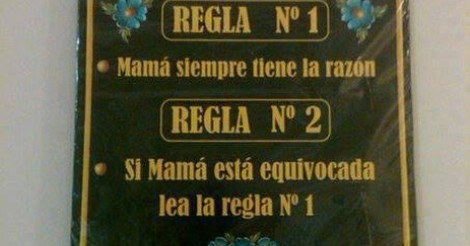 REGLA Nº 1
Mamá siempre tiene la razón
REGLA Nº 2
Si Mamá está equivocada
lea la regla Nº 1